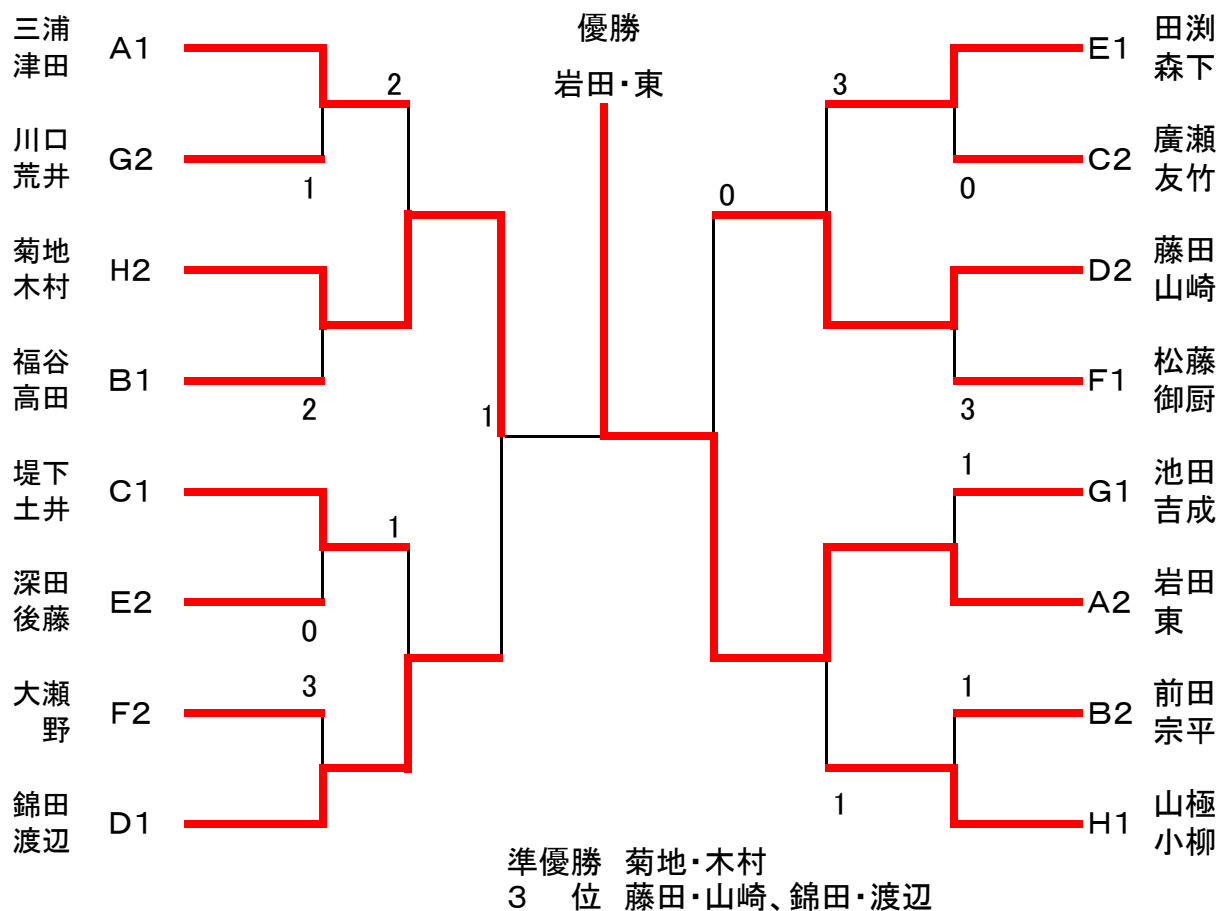 優勝
岩田・東
三浦
津田
A1
2
川口
荒井
G2
1
菊地
木村
H2
福谷
高田
B1
2
1
堤下
土井
C1
1
深田
後藤
E2
0
大瀬
野
F2
3
錦田
渡辺
D1
3
E1
田渕
森下
C2
廣瀬
友竹
0
0
D2
藤田
山崎
F1
松藤
御厨
3
1
G1
池田
吉成
A2
岩田
東
1
B2
前田
宗平
1
H1
山極
小柳
準優勝 菊地・木村
3 位 藤田・山崎、錦田・渡辺